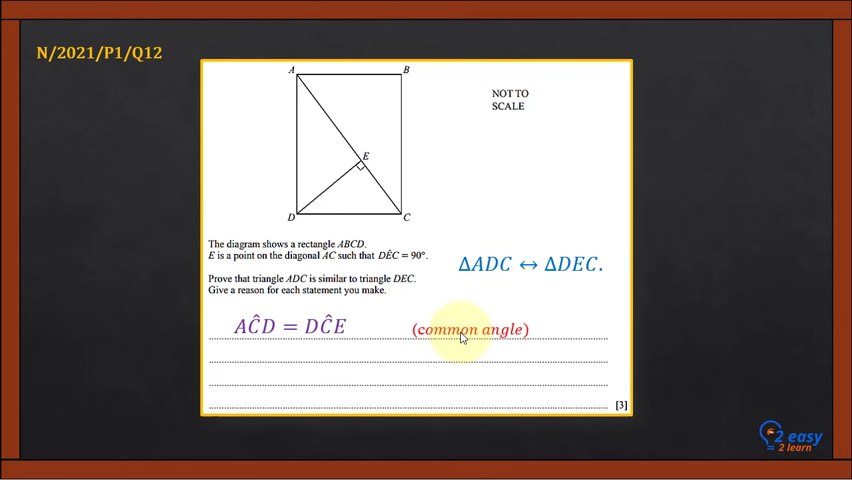 N/2021/P1/Q12
A
B
NOT TO
SCALE
E
D
C
The diagram shows a rectangle ABCD.
E is a point on the diagonal AC such that DÊC = 90°.
ΔADC ↔ ΔDEC.
Prove that triangle ADC is similar to triangle DEC.
Give a reason for each statement you make.
AĈD = DĈE (common angle)
[3]
2 easy
2 learn